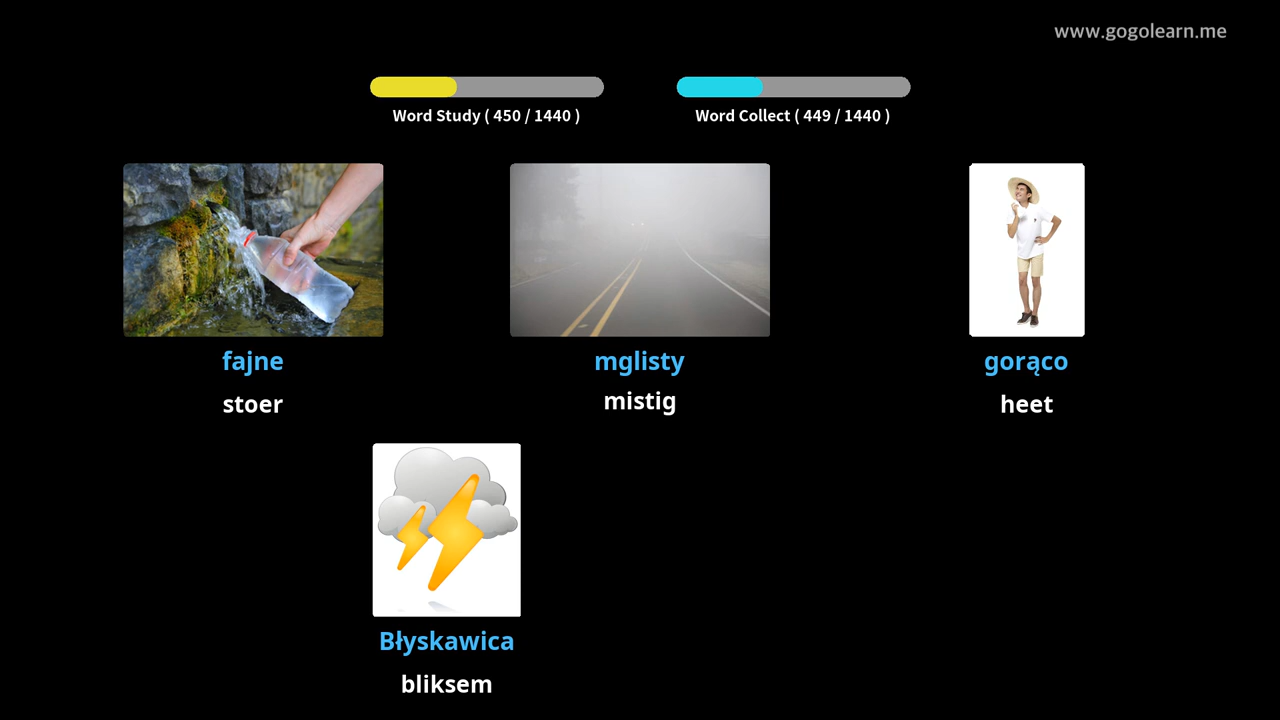 www.gogolearn.me
Word Study ( 450 / 1440 )
Word Collect ( 449 / 1440 )
fajne
stoer
mglisty
mistig
gorąco
heet
Błyskawica
bliksem